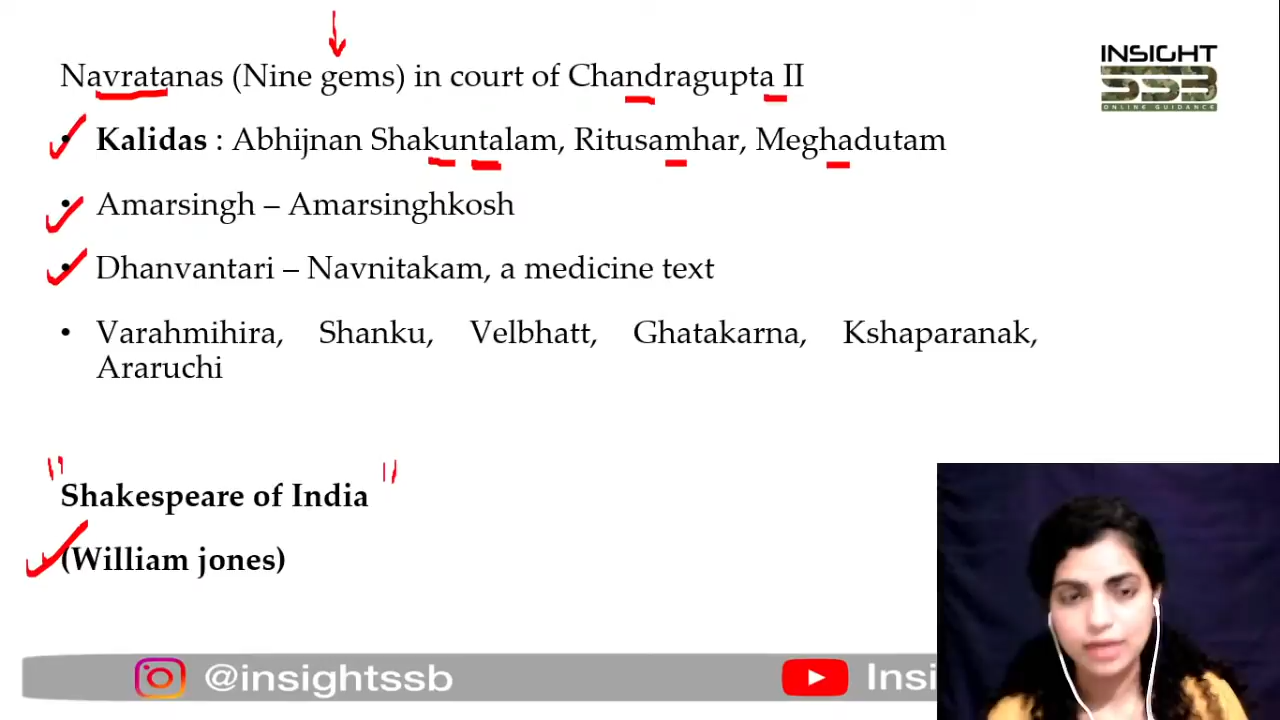 Navratanas (Nine gems) in court of Chandragupta II
INSIGHT
SSB
ONLINE GUIDANCE
• Kalidas : Abhijnan Shakuntalam, Ritusamhar, Meghadutam
• Amarsingh – Amarsinghkosh
• Dhanvantari – Navnitakam, a medicine text
• Varahmihira, Shanku, Velbhatt, Ghatakarna, Kshaparanak,
Araruchi
"Shakespeare of India"
(William jones)
@insightssb
Insi